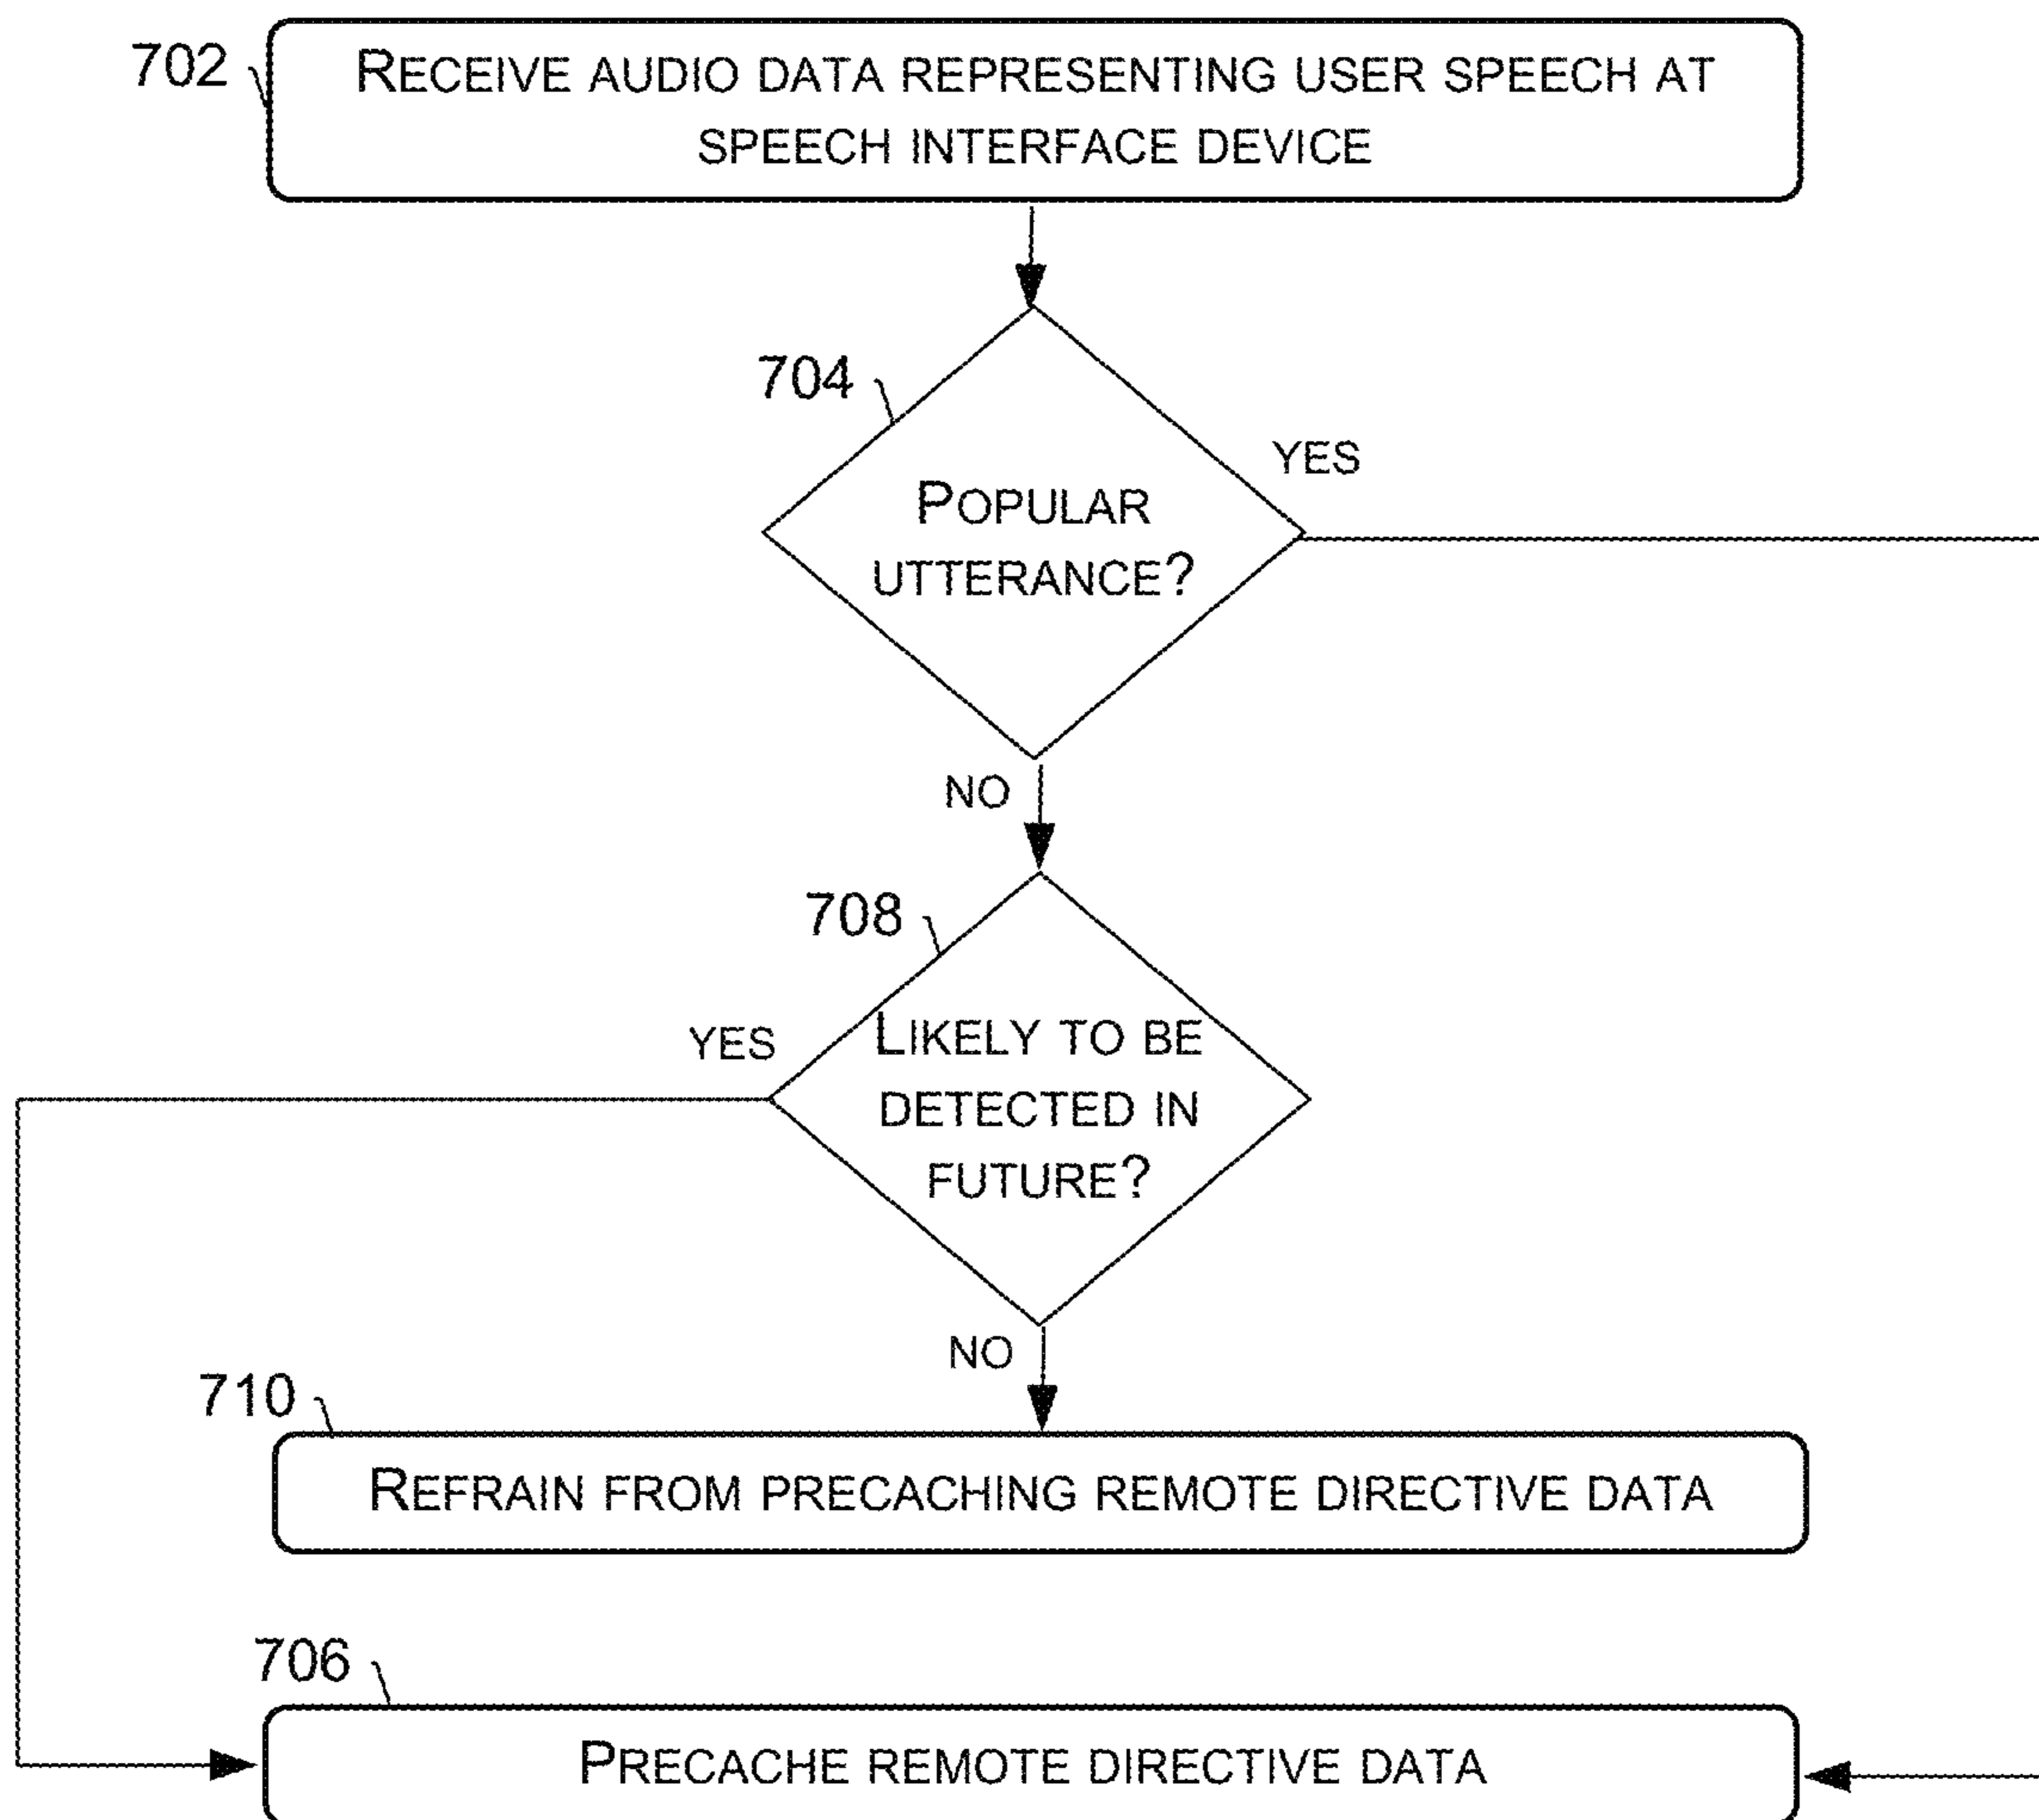 702
RECEIVE AUDIO DATA REPRESENTING USER SPEECH AT
SPEECH INTERFACE DEVICE
704
YES
POPULAR
UTTERANCE?
NO
708
YES
LIKELY TO BE
DETECTED IN
FUTURE?
NO
710
REFRAIN FROM PRECACHING REMOTE DIRECTIVE DATA
706
PRECACHE REMOTE DIRECTIVE DATA